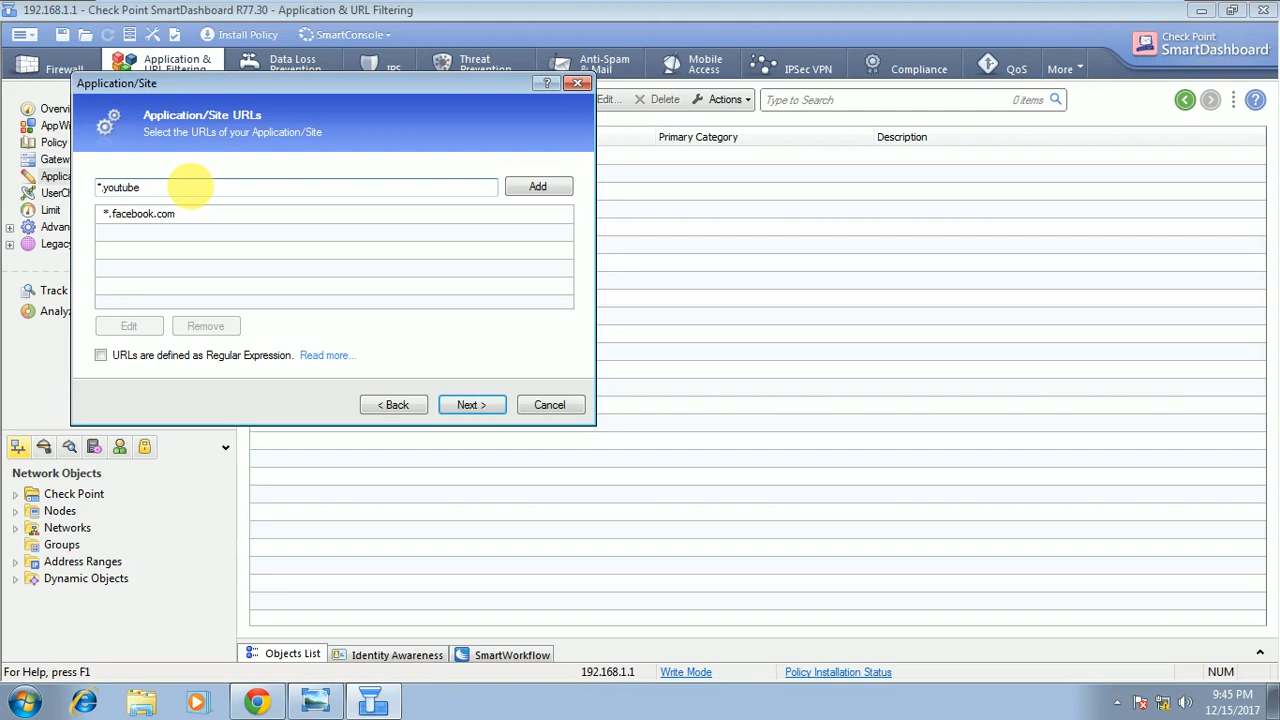 192.168.1.1 - Check Point SmartDashboard R77.30 - Application & URL Filtering
Install Policy
SmartConsole
Check Point
SmartDashboard
Firewall
Application &
URL Filtering
Data Loss
Prevention
IPS
Threat
Prevention
Anti-Spam
& Mail
Mobile
Access
IPSec VPN
Compliance
QoS
More
Application/Site
Application/Site URLs
Select the URLs of your Application/Site
*.youtube
Add
*.facebook.com
Edit
Remove
URLs are defined as Regular Expression. Read more...
< Back
Next >
Cancel
Overvi
AppWi
Policy
Gatew
Applica
UserCh
Limit
Advan
Legacy
Track
Analyz
Edit...
Delete
Actions
Type to Search
0 items
Primary Category
Description
Network Objects
Check Point
Nodes
Networks
Groups
Address Ranges
Dynamic Objects
Objects List
Identity Awareness
SmartWorkflow
For Help, press F1
192.168.1.1
Write Mode
Policy Installation Status
NUM
9:45 PM
12/15/2017